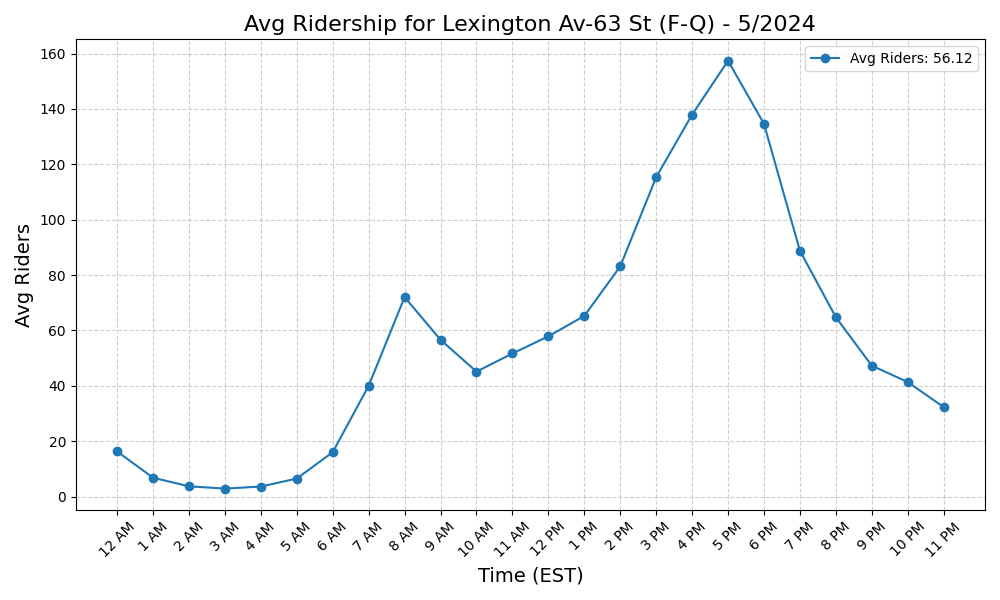 Avg Ridership for Lexington Av-63 St (F-Q) - 5/2024
Avg Riders: 56.12
Avg Riders
160
140
120
100
80
60
40
20
0
12 AM
1 AM
2 AM
3 AM
4 AM
5 AM
6 AM
7 AM
8 AM
9 AM
10 AM
11 AM
12 PM
1 PM
2 PM
3 PM
4 PM
5 PM
6 PM
7 PM
8 PM
9 PM
10 PM
11 PM
Time (EST)